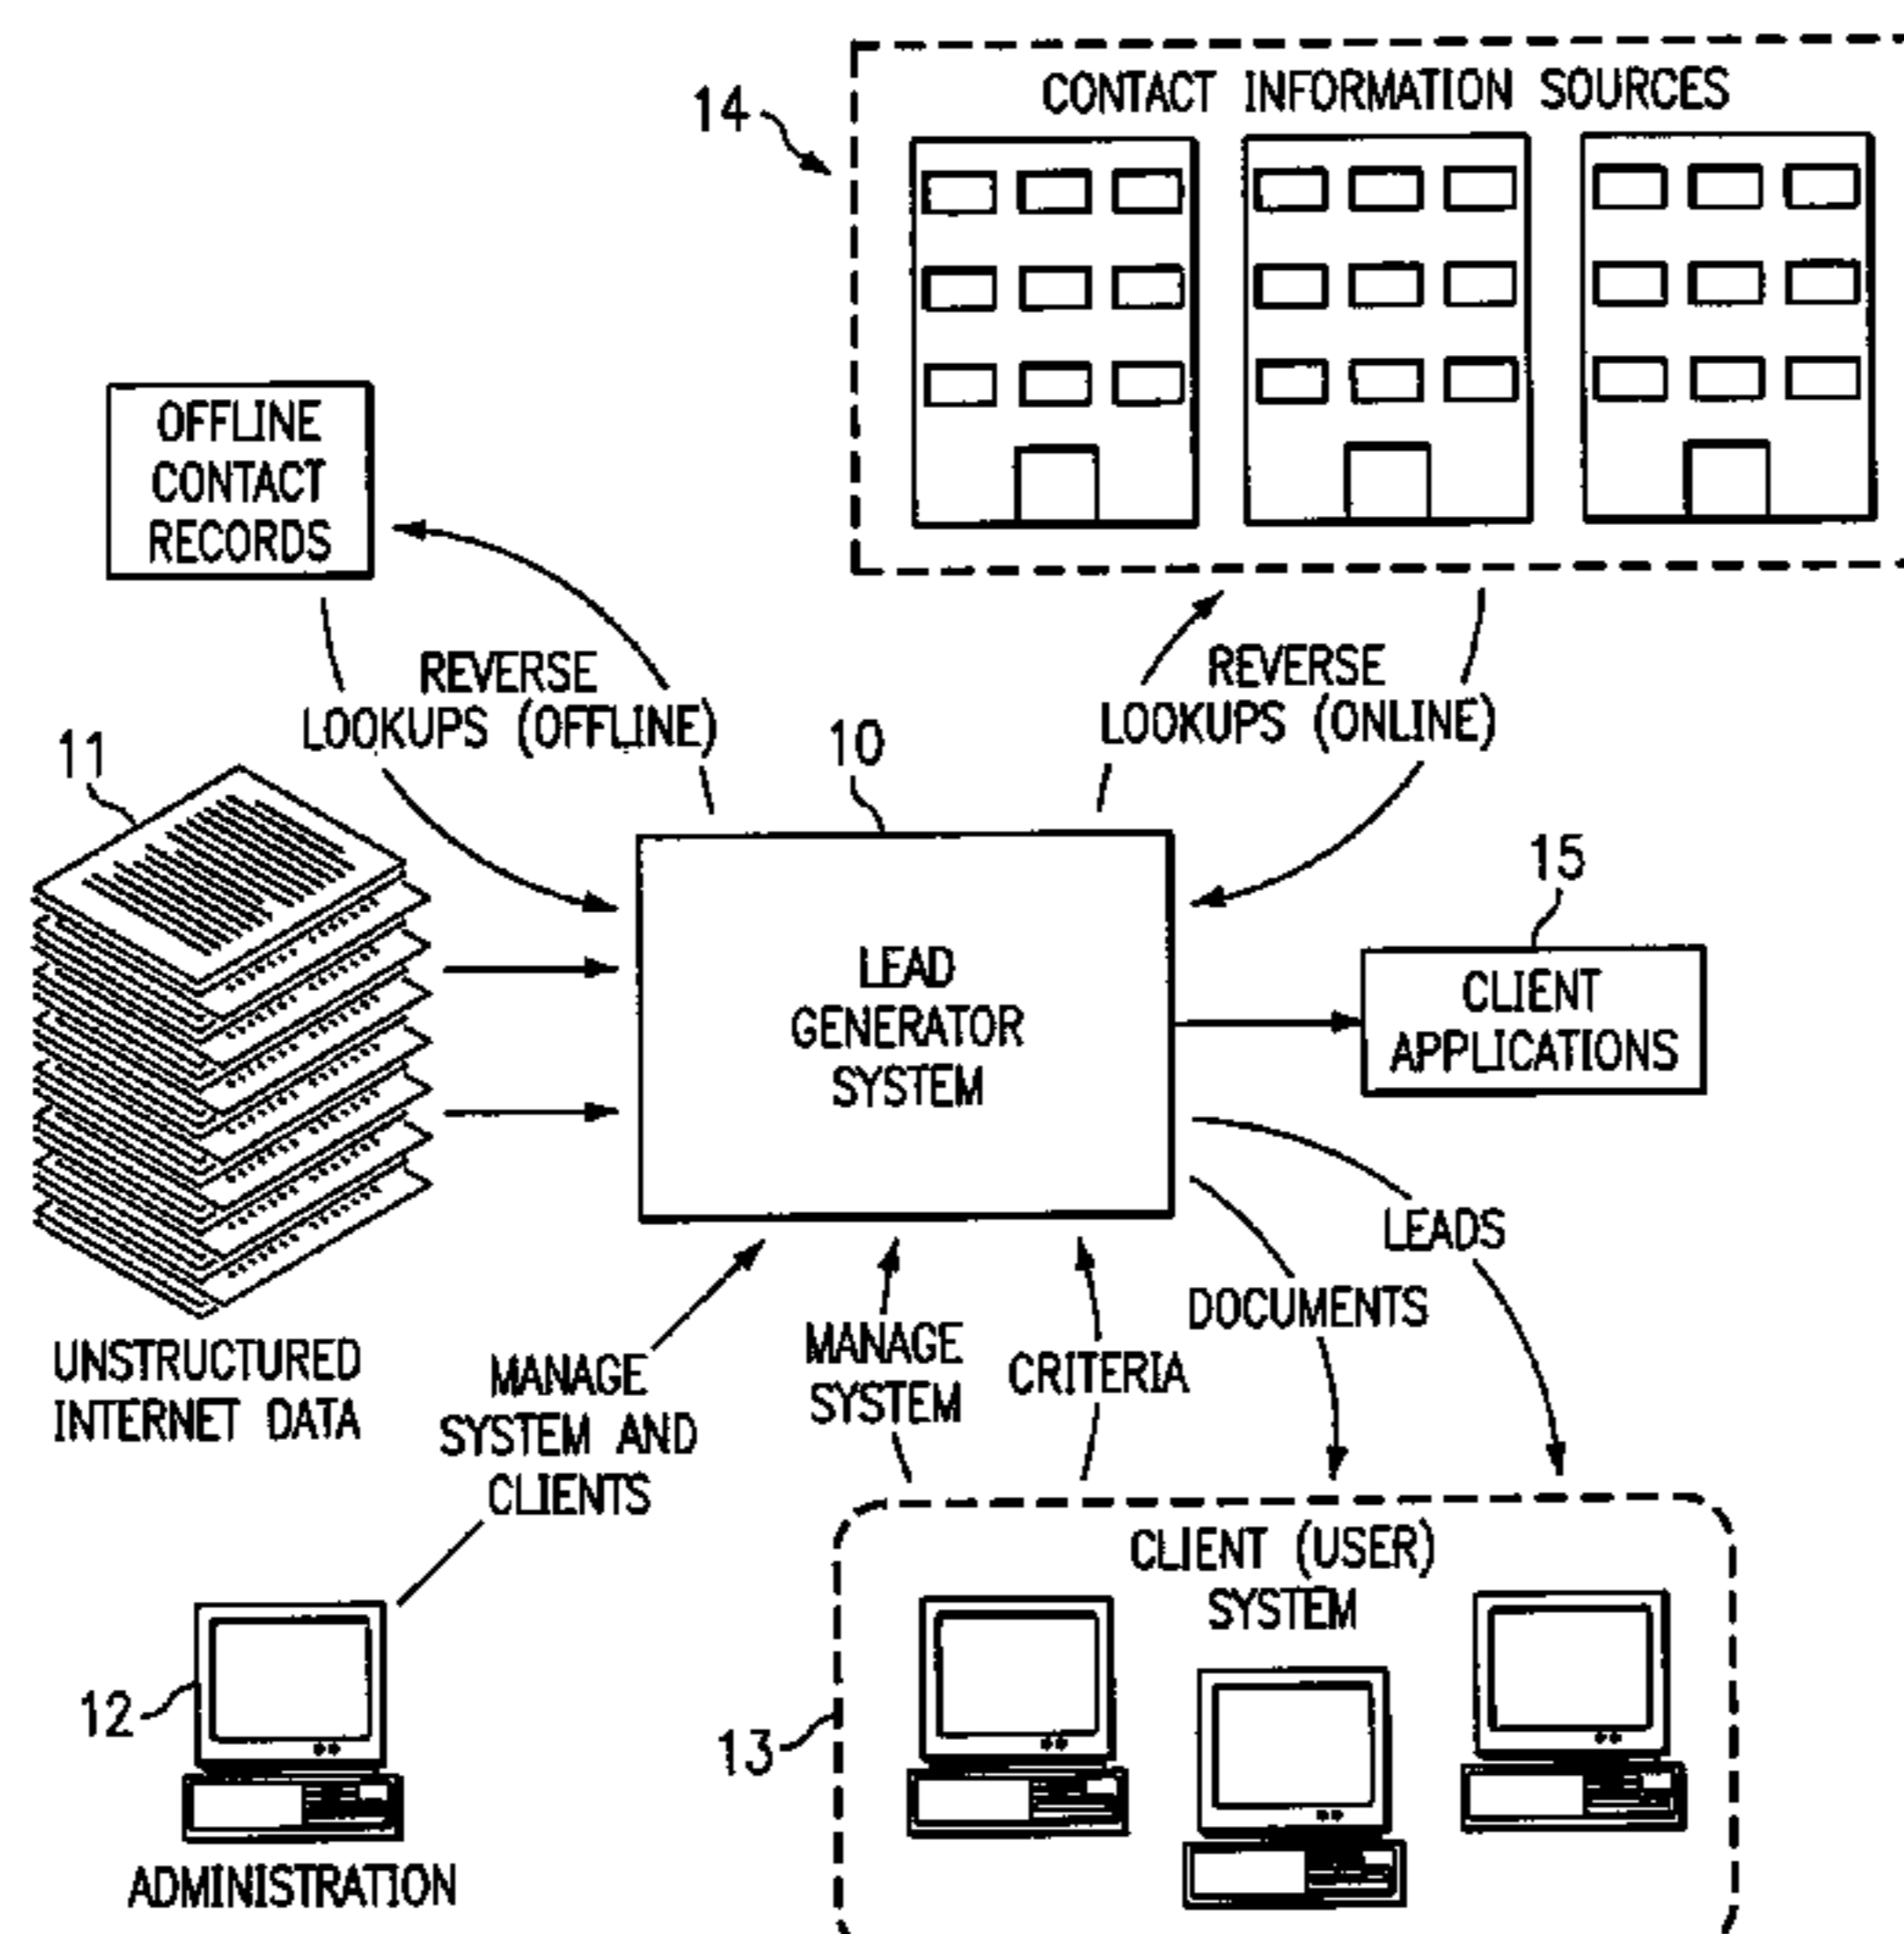 CONTACT INFORMATION SOURCES
14
OFFLINE
CONTACT
RECORDS
REVERSE
LOOKUPS (OFFLINE)
REVERSE
LOOKUPS (ONLINE)
11
10
15
LEAD
GENERATOR
SYSTEM
CLIENT
APPLICATIONS
LEADS
DOCUMENTS
UNSTRUCTURED
INTERNET DATA
MANAGE
SYSTEM AND
CLIENTS
MANAGE
SYSTEM
CRITERIA
CLIENT (USER)
SYSTEM
12
13
ADMINISTRATION